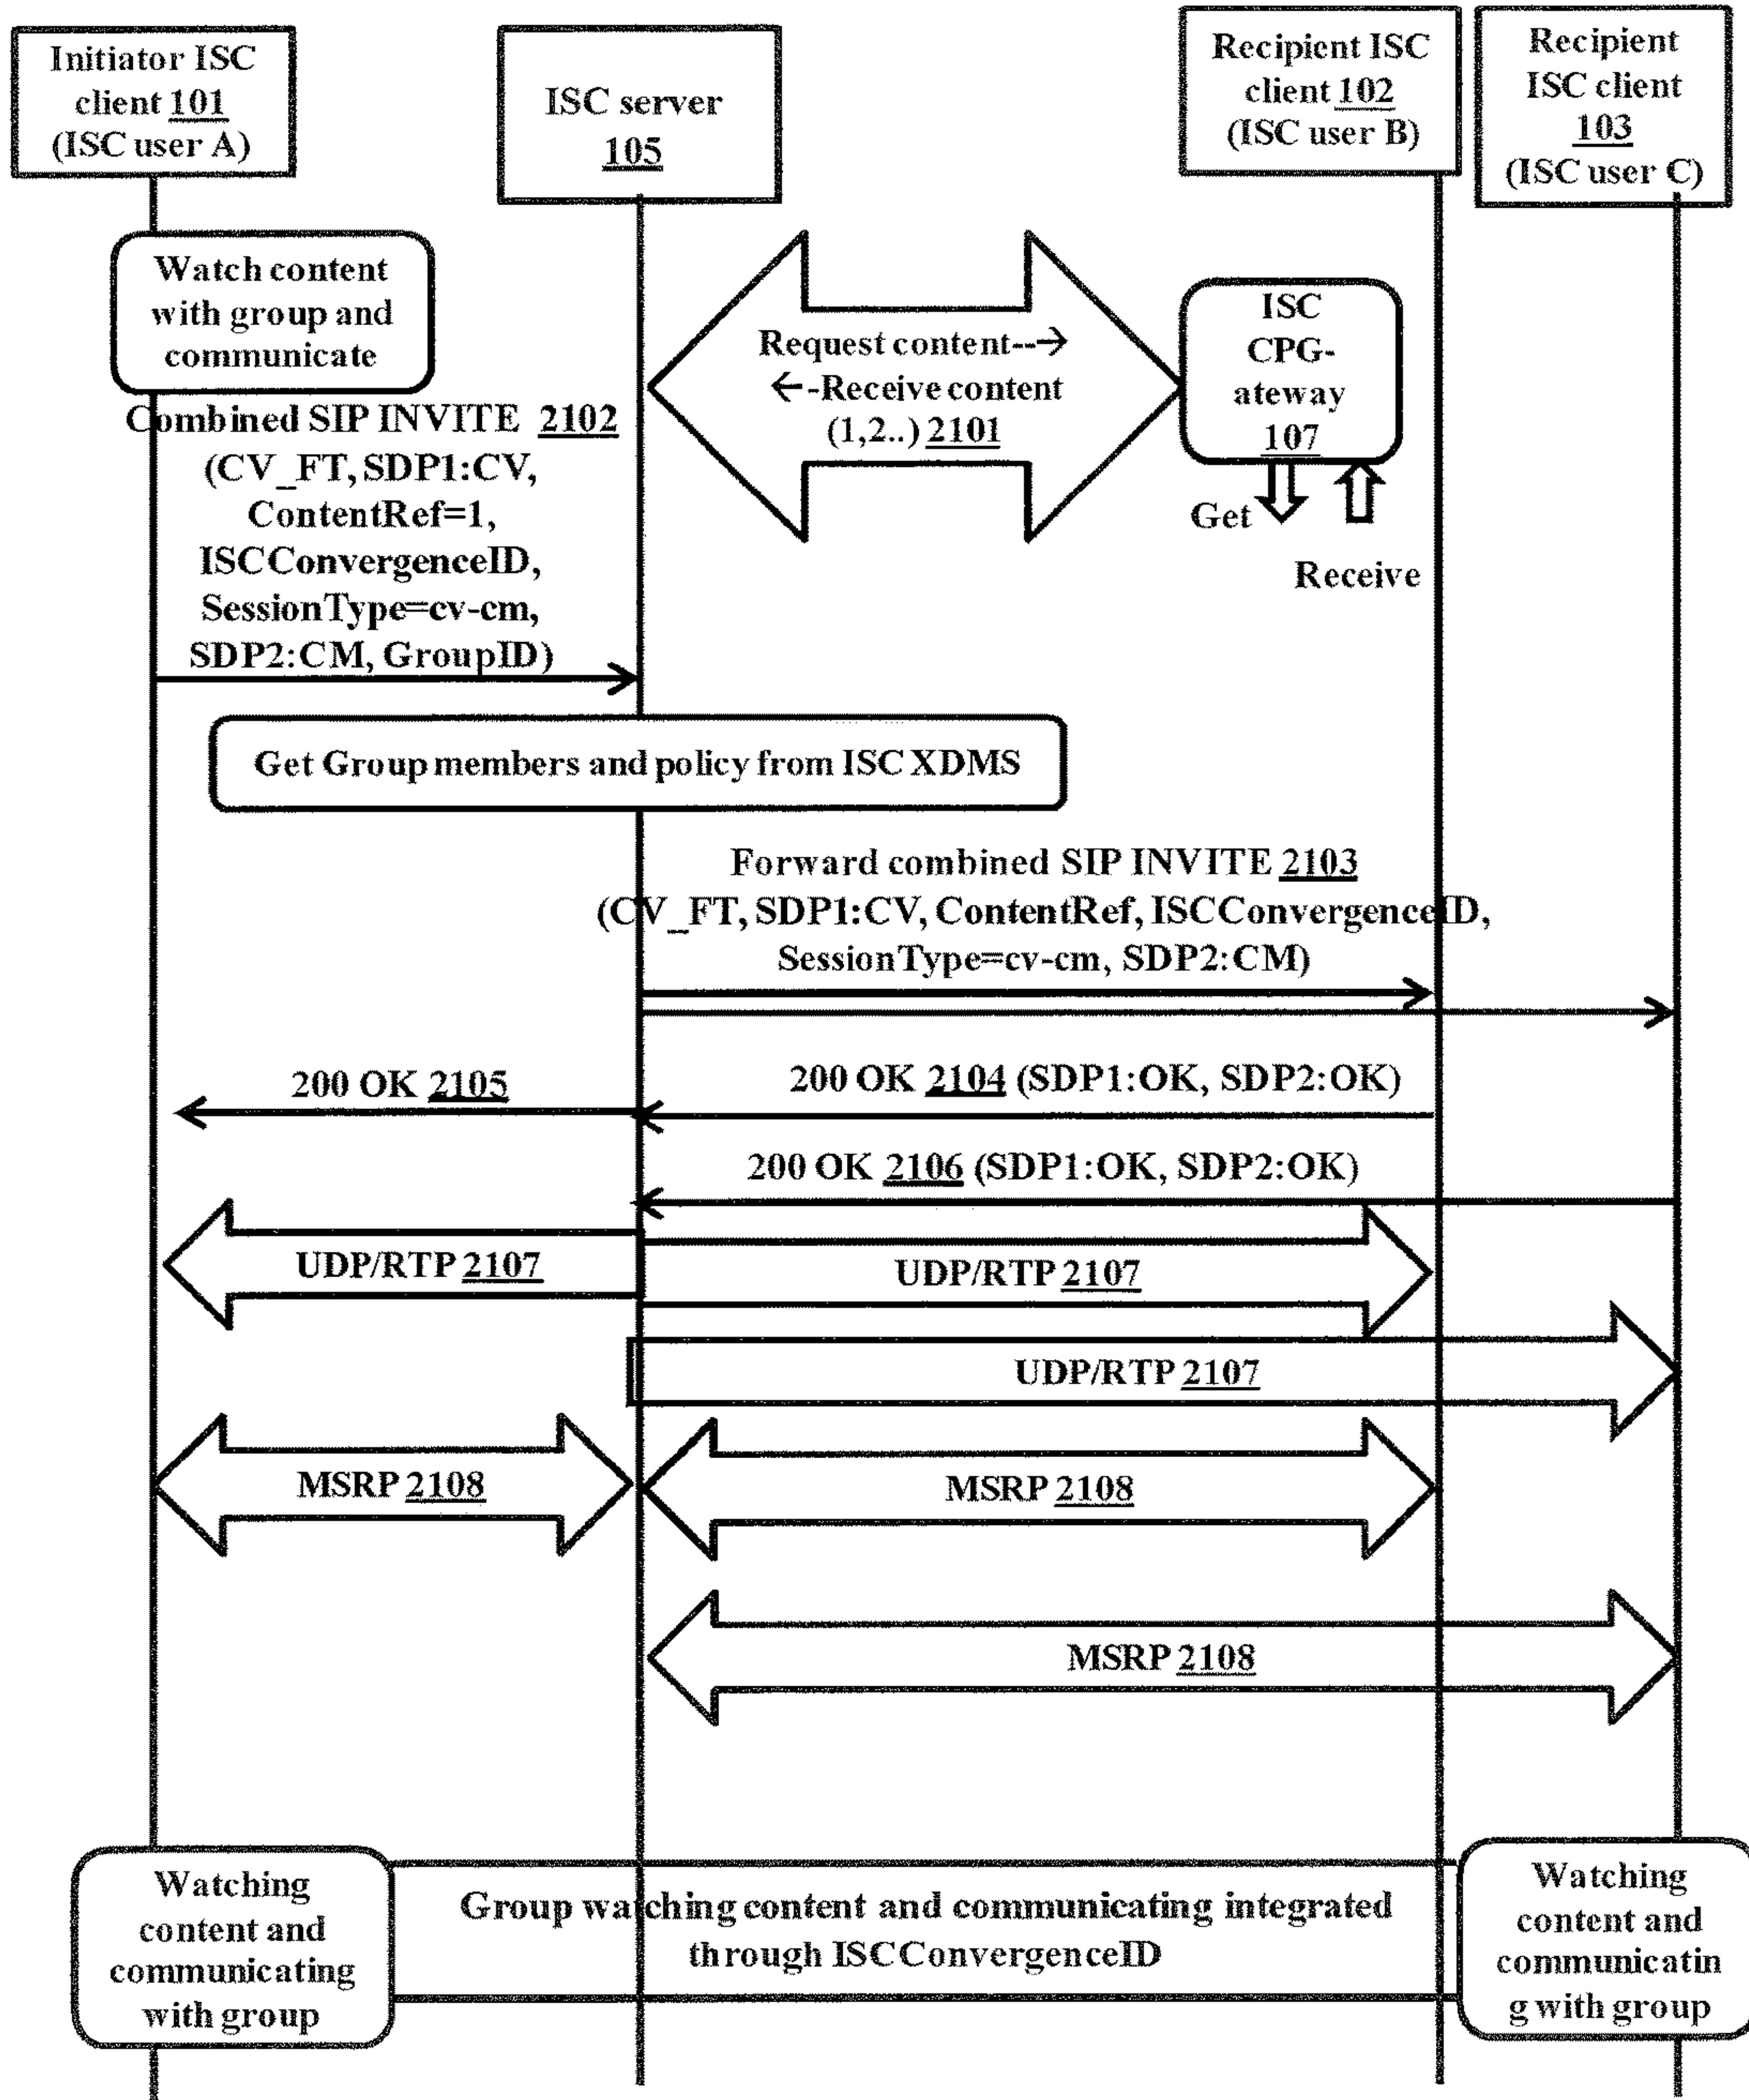 Initiator ISC
client 101
(ISC user A)
ISC server
105
Recipient ISC
client 102
(ISC user B)
Recipient
ISC client
103
(ISC user C)
Watch content
with group and
communicate
Request content--→
←-Receive content
(1,2..) 2101
ISC
CPG-
ateway
107
Get
Receive
Combined SIP INVITE 2102
(CV_FT, SDP1:CV,
ContentRef=1,
ISCConvergenceID,
SessionType=cv-cm,
SDP2:CM, GroupID)
Get Group members and policy from ISC XDMS
Forward combined SIP INVITE 2103
(CV_FT, SDP1:CV, ContentRef, ISCConvergenceID,
SessionType=cv-cm, SDP2:CM)
200 OK 2105
200 OK 2104 (SDP1:OK, SDP2:OK)
200 OK 2106 (SDP1:OK, SDP2:OK)
UDP/RTP 2107
UDP/RTP 2107
UDP/RTP 2107
MSRP 2108
MSRP 2108
MSRP 2108
Watching
content and
communicating
with group
Group watching content and communicating integrated
through ISCConvergenceID
Watching
content and
communicatin
g with group